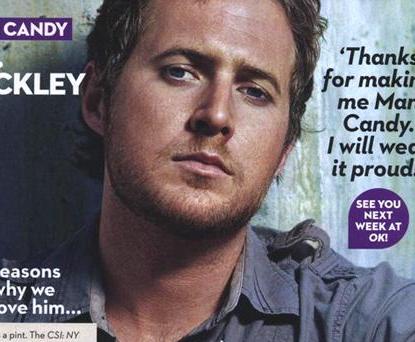 CANDY
CKLEY
‘Thanks
for makin
me Man
Candy.
I will wea
it proud.
SEE YOU
NEXT
WEEK AT
OK!
easons
why we
ove him...
a pint. The CSI: NY